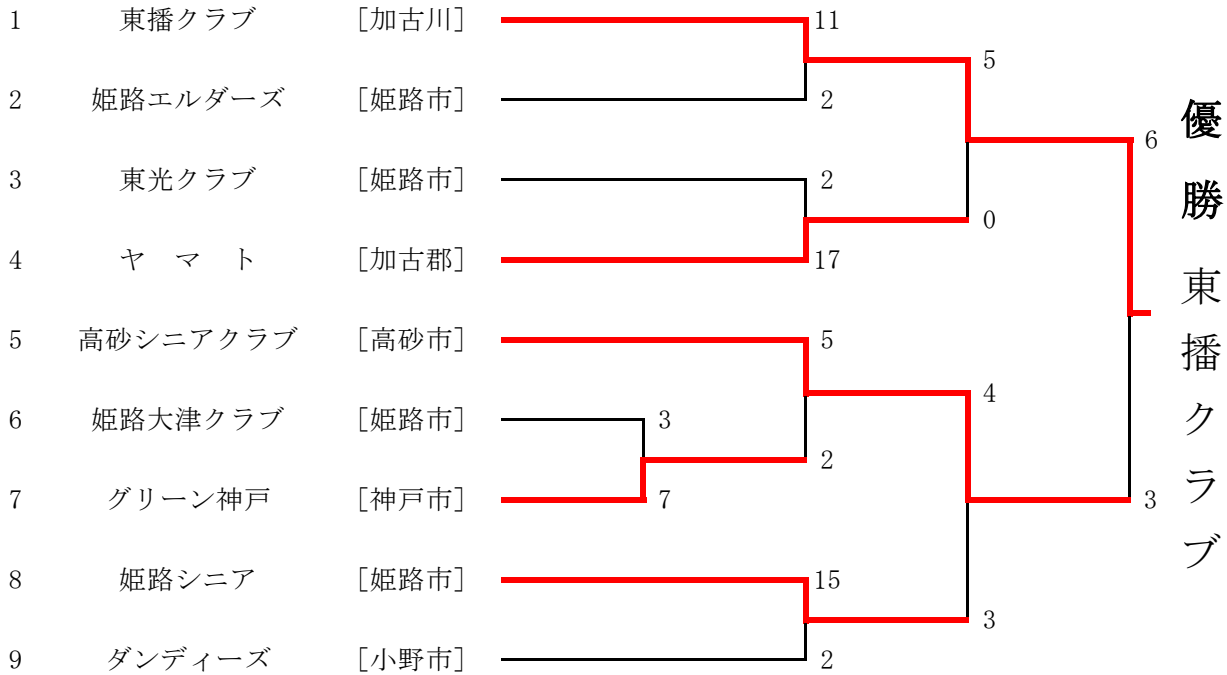 1 東播クラブ [加古川] 11
5
2 姫路エルダーズ [姫路市] 2
6
3 東光クラブ [姫路市] 2
0
4 ヤマト [加古郡] 17
5 高砂シニアクラブ [高砂市] 5
4
6 姫路大津クラブ [姫路市] 3
2
7 グリーン神戸 [神戸市] 7
3
8 姫路シニア [姫路市] 15
3
9 ダンディーズ [小野市] 2
優勝 東播クラブ